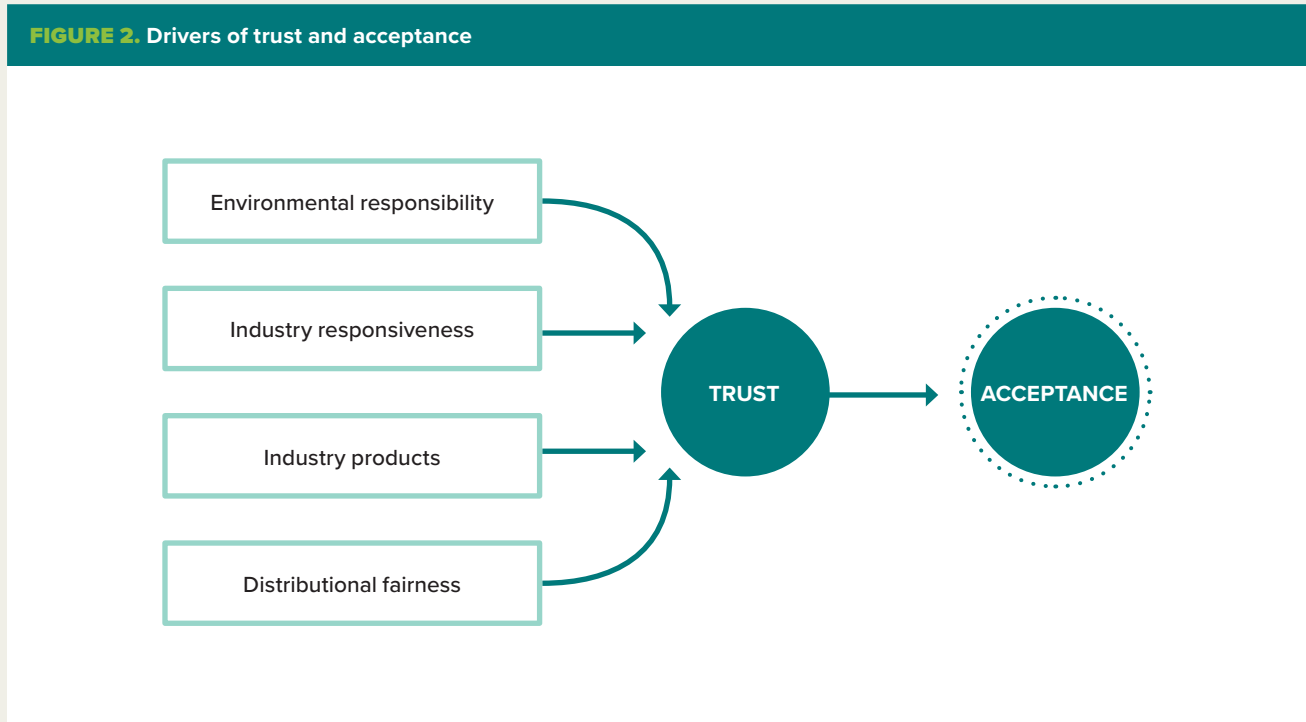 FIGURE 2. Drivers of trust and acceptance
Environmental responsibility
Industry responsiveness
Industry products
Distributional fairness
TRUST
ACCEPTANCE